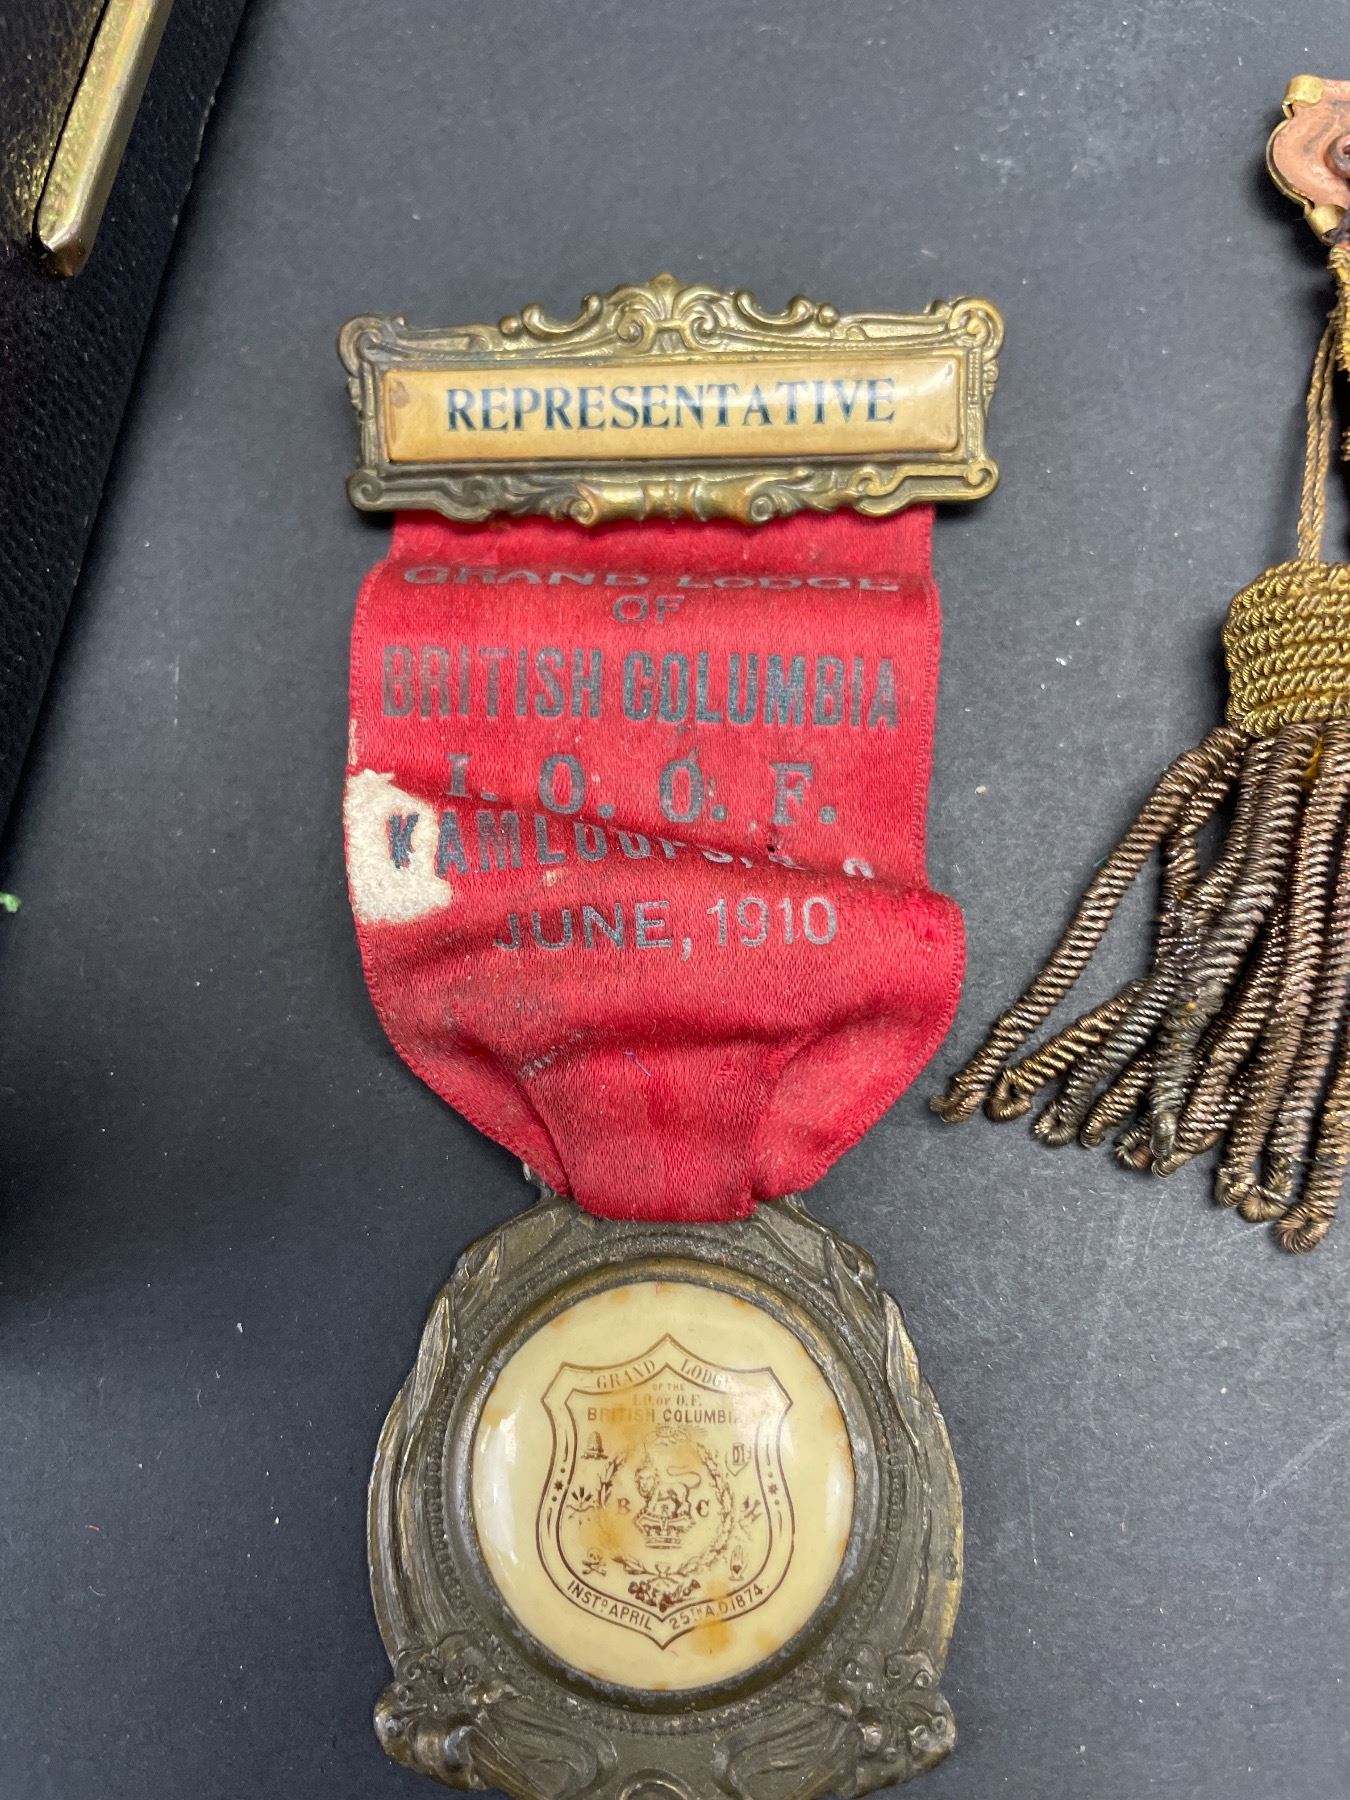 REPRESENTATIVE
GRAND LODGE
OF
BRITISH COLUMBIA
I. O. O. F.
KAMLOOPS, B. C.
JUNE, 1910
GRAND LODGE
OF THE
I.O. OF O.F.
BRITISH COLUMBIA
B C
INSTD APRIL 25TH A.D. 1874.